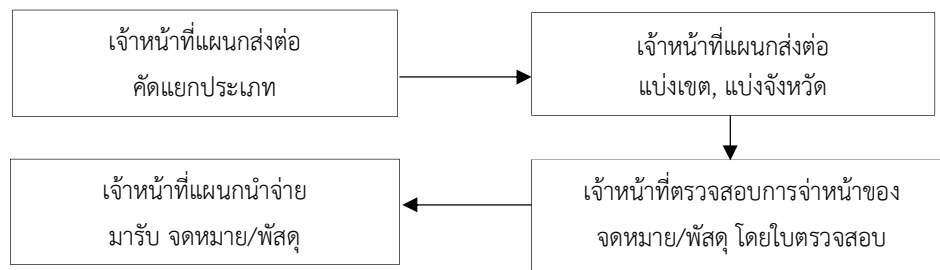 เจ้าหน้าที่แผนกส่งต่อ
คัดแยกประเภท
เจ้าหน้าที่แผนกส่งต่อ
แบ่งเขต, แบ่งจังหวัด
เจ้าหน้าที่ตรวจสอบการจ่าหน้าของ
จดหมาย/พัสดุ โดยใบตรวจสอบ
เจ้าหน้าที่แผนกนำจ่าย
มารับ จดหมาย/พัสดุ